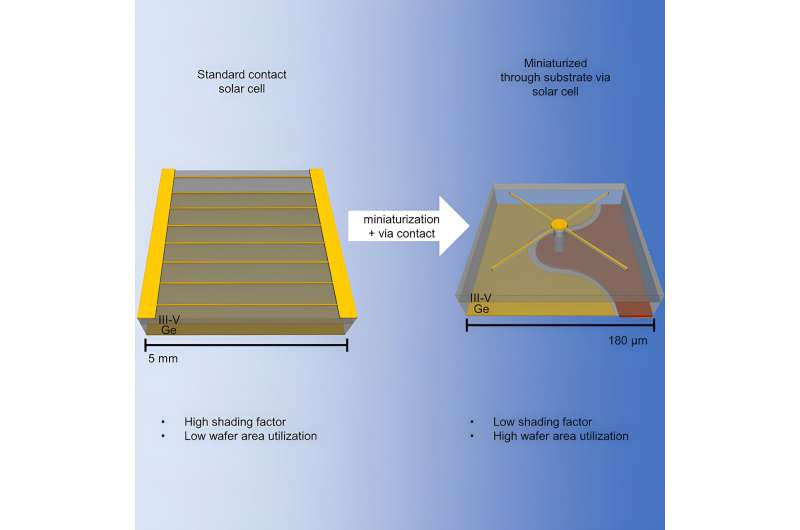 Standard contact
solar cell
Miniaturized
through substrate via
solar cell
miniaturization
+ via contact
III-V
Ge
5 mm
III-V
Ge
180 µm
• High shading factor
• Low wafer area utilization
• Low shading factor
• High wafer area utilization